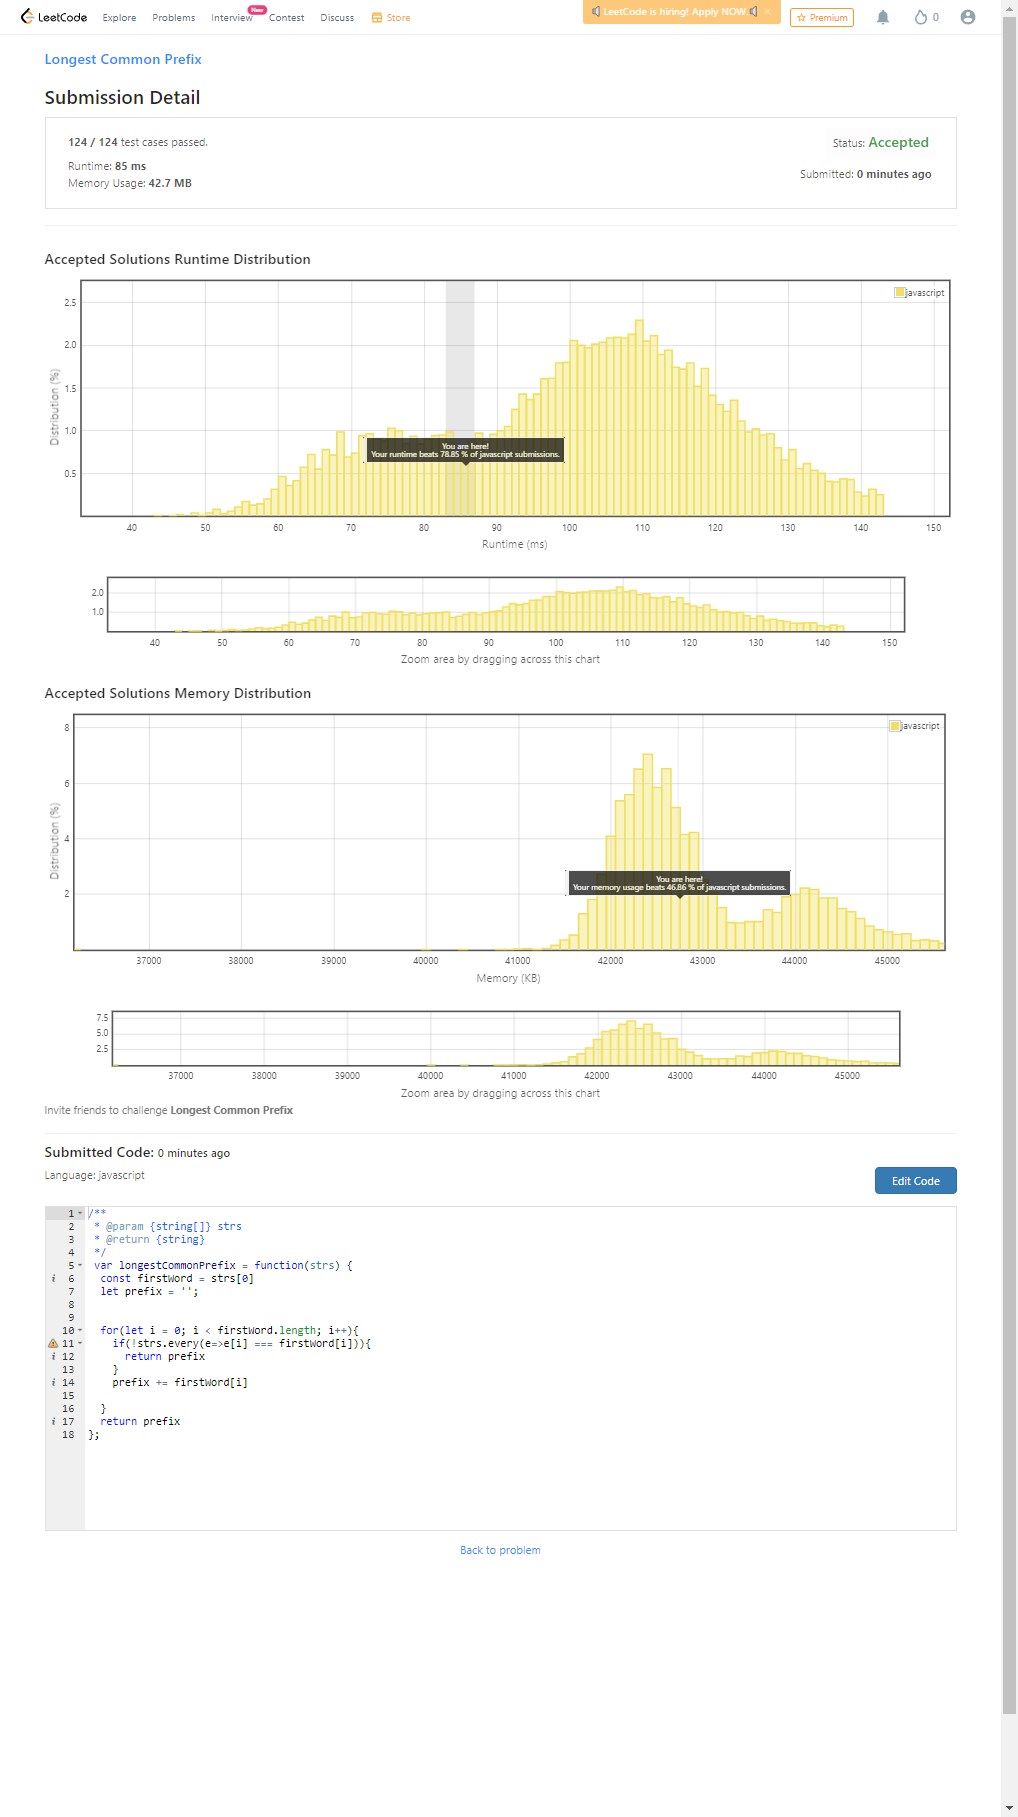 LeetCode Explore Problems Interview New Contest Discuss Store LeetCode is hiring! Apply NOW. × Premium 0
Longest Common Prefix
Submission Detail
124 / 124 test cases passed.
Status: Accepted
Runtime: 85 ms
Submitted: 0 minutes ago
Memory Usage: 42.7 MB
Accepted Solutions Runtime Distribution
javascript
2.5
2.0
1.5
1.0
0.5
Distribution (%)
You are here!
Your runtime beats 78.85 % of javascript submissions.
40 50 60 70 80 90 100 110 120 130 140 150
Runtime (ms)
2.0
1.0
40 50 60 70 80 90 100 110 120 130 140 150
Zoom area by dragging across this chart
Accepted Solutions Memory Distribution
javascript
8
6
4
2
Distribution (%)
You are here!
Your memory usage beats 46.86 % of javascript submissions.
37000 38000 39000 40000 41000 42000 43000 44000 45000
Memory (KB)
7.5
5.0
2.5
37000 38000 39000 40000 41000 42000 43000 44000 45000
Zoom area by dragging across this chart
Invite friends to challenge Longest Common Prefix
Submitted Code: 0 minutes ago
Language: javascript
Edit Code
1 /**
2 * @param {string[]} strs
3 * @return {string}
4 */
5 var longestCommonPrefix = function(strs) {
i 6 const firstWord = strs[0]
7 let prefix = '';
8
9
10 for(let i = 0; i < firstWord.length; i++){
11 if(!strs.every(e=>e[i] === firstWord[i])){
i 12 return prefix
13 }
i 14 prefix += firstWord[i]
15
16 }
i 17 return prefix
18 };
Back to problem